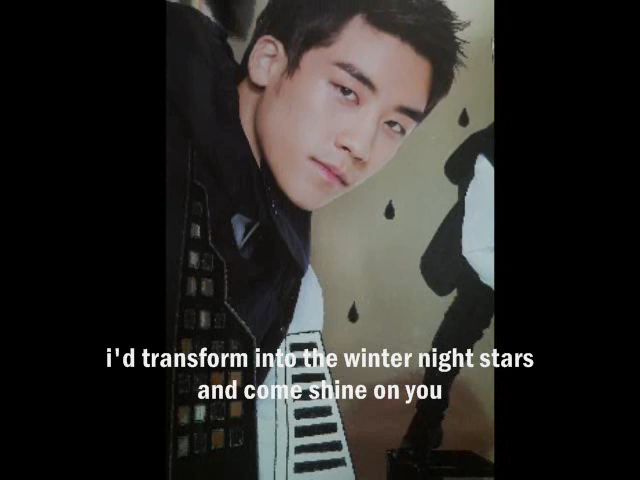 i'd transform into the winter night stars
and come shine on you